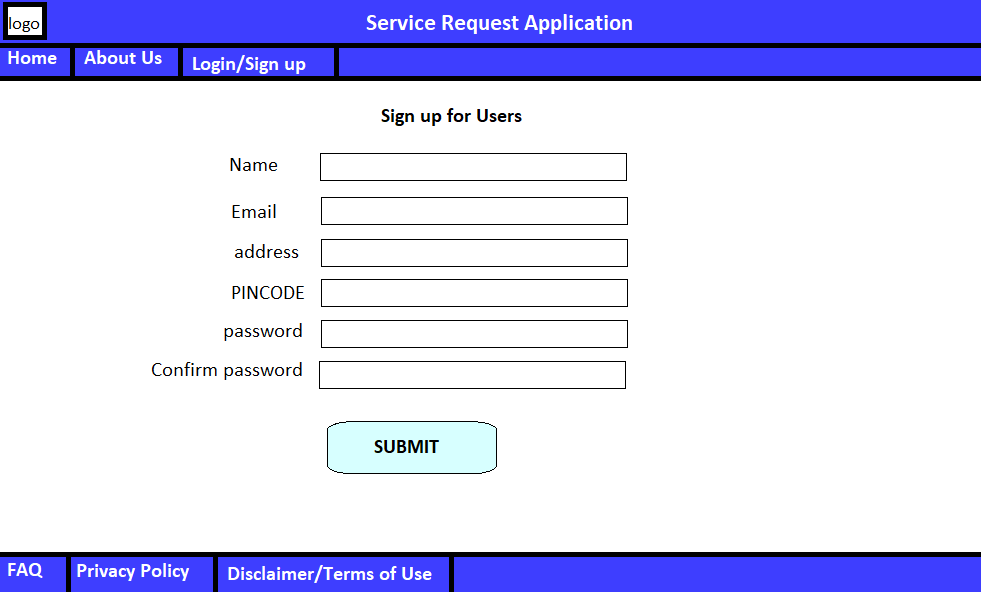 logo
Service Request Application
Home
About Us
Login/Sign up
Sign up for Users
Name
Email
address
PINCODE
password
Confirm password
SUBMIT
FAQ
Privacy Policy
Disclaimer/Terms of Use